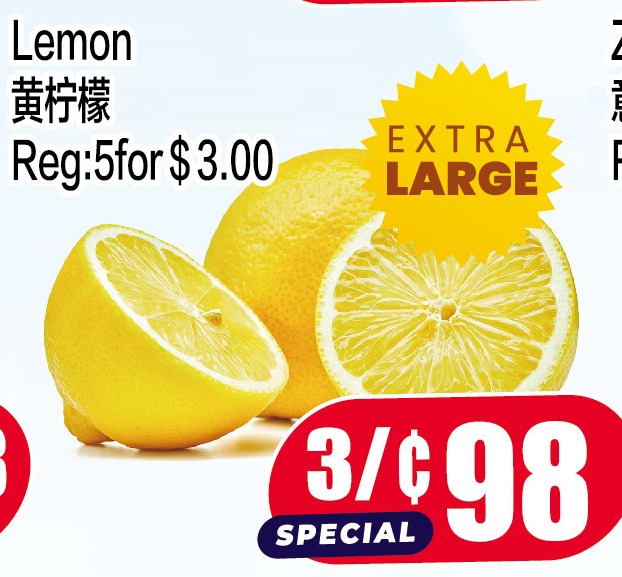 Lemon
黄柠檬
Reg:5for $3.00
EXTRA
LARGE
3/¢98
SPECIAL